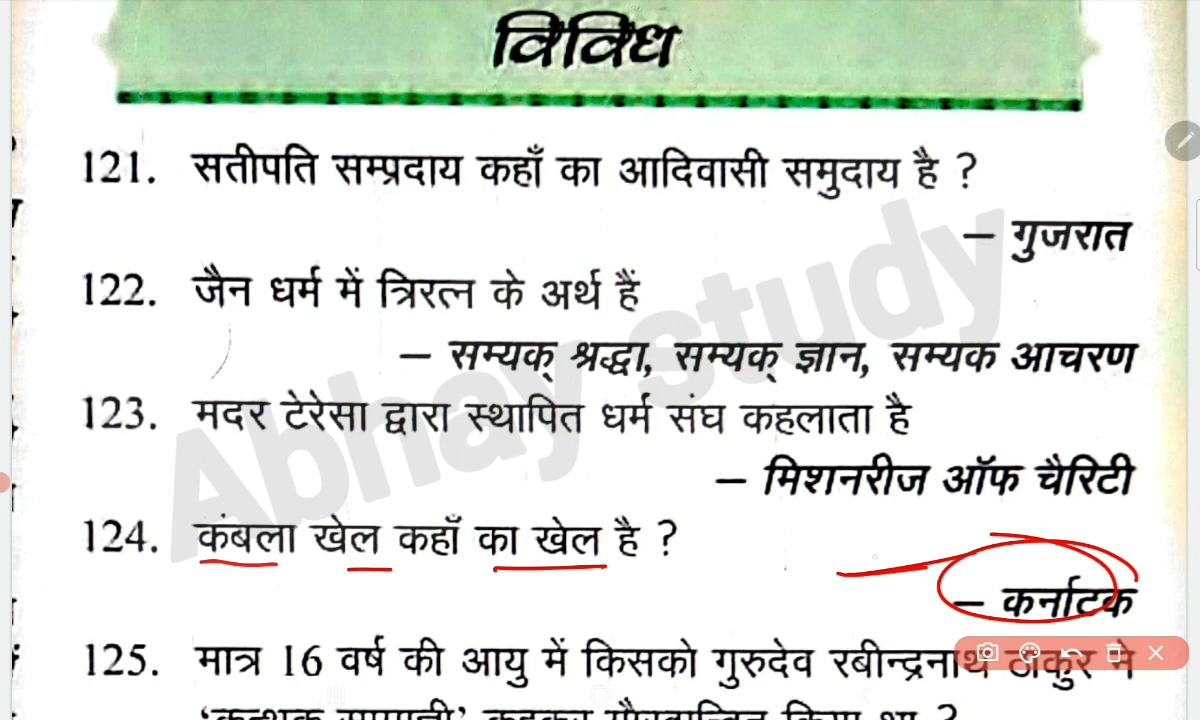 विविध
121. सतीपति सम्प्रदाय कहाँ का आदिवासी समुदाय है ?
– गुजरात
122. जैन धर्म में त्रिरत्न के अर्थ हैं
– सम्यक् श्रद्धा, सम्यक् ज्ञान, सम्यक आचरण
123. मदर टेरेसा द्वारा स्थापित धर्म संघ कहलाता है
– मिशनरीज ऑफ चैरिटी
124. कंबला खेल कहाँ का खेल है ?
– कर्नाटक
125. मात्र 16 वर्ष की आयु में किसको गुरुदेव रबीन्द्रनाथ ठाकुर ने
Abhay study